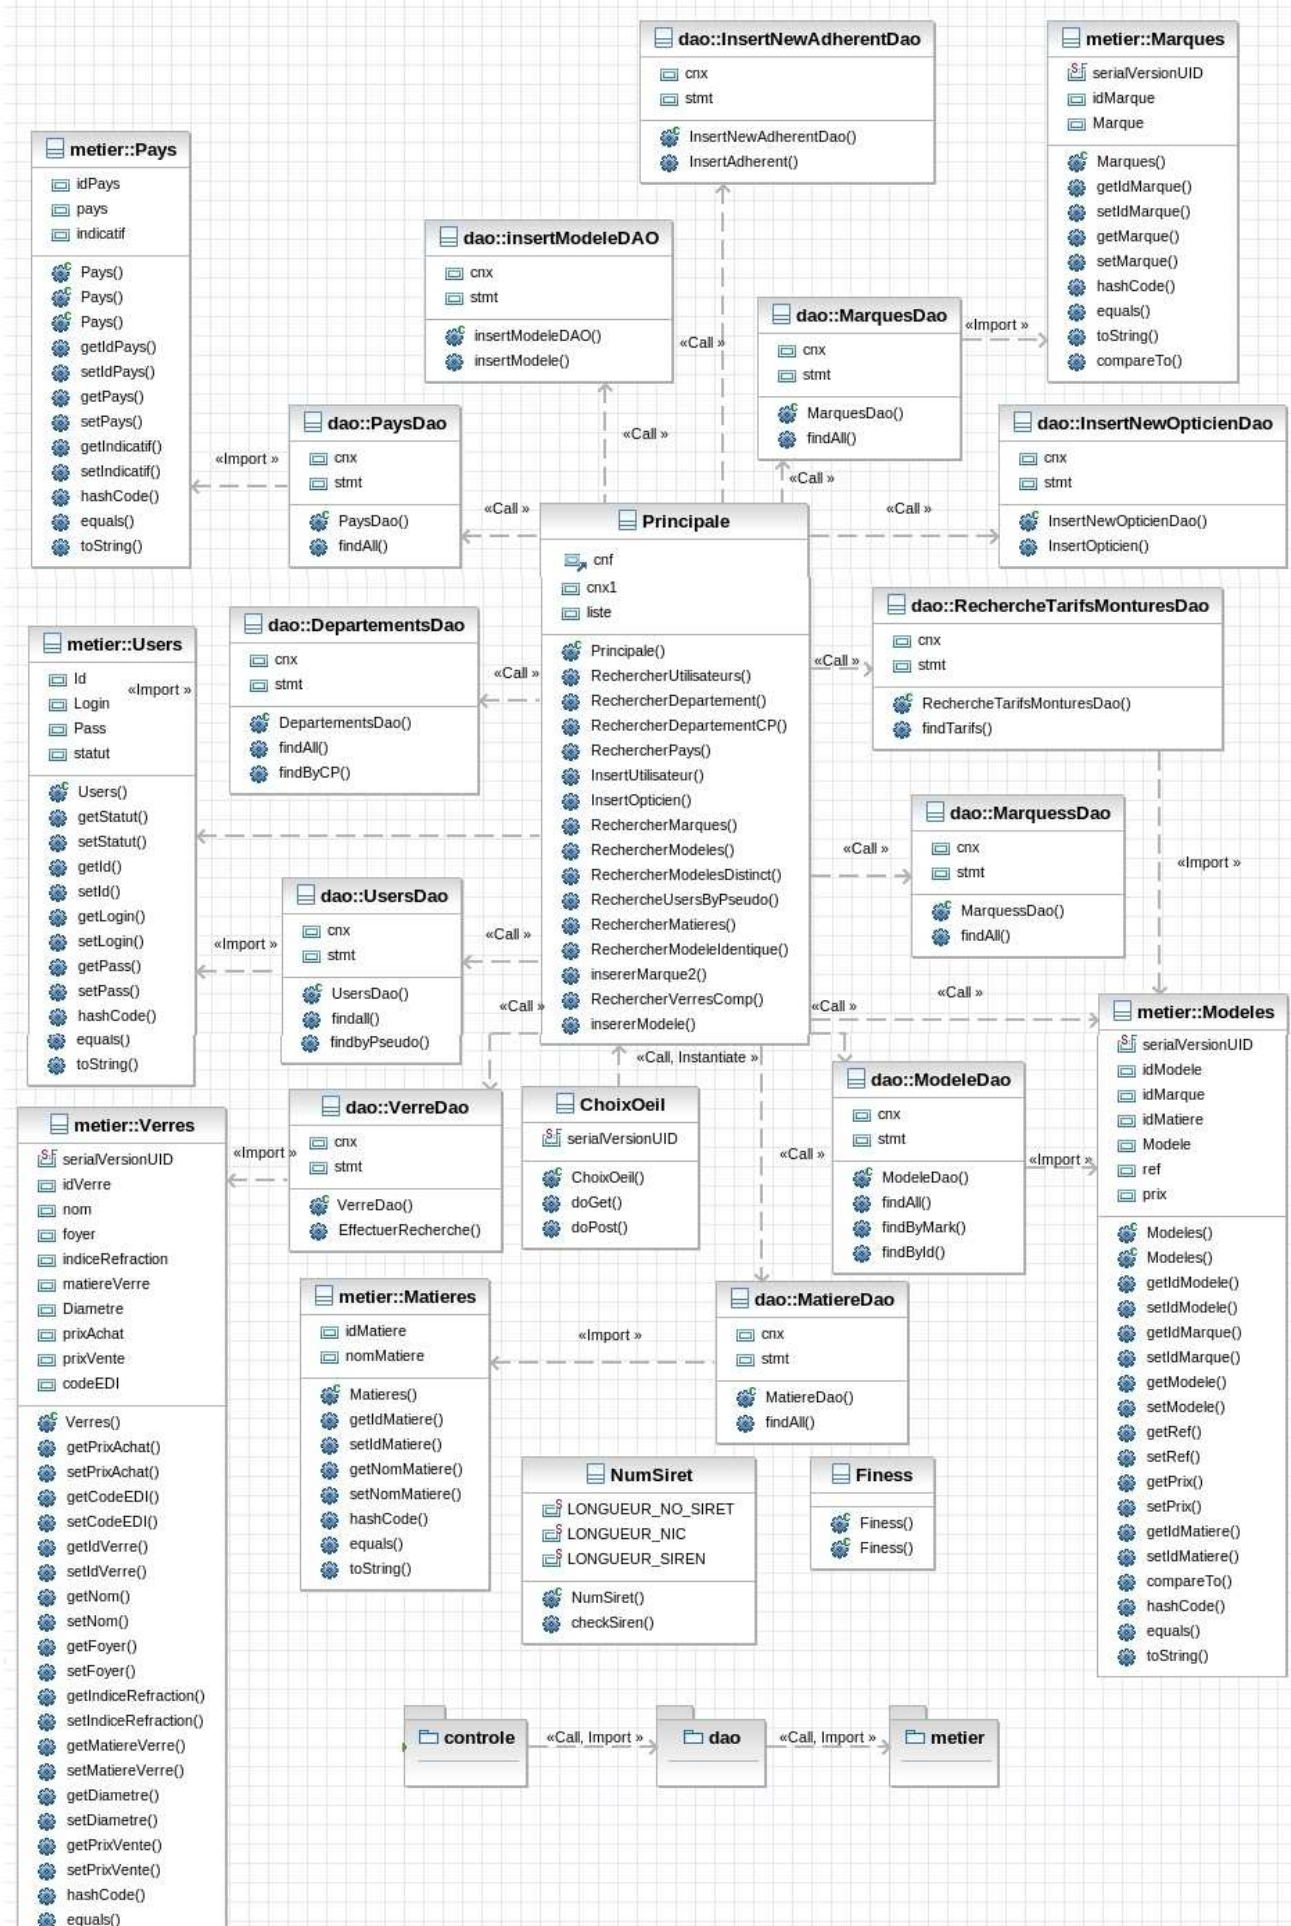 dao::InsertNewAdherentDao
cnx
stmt
InsertNewAdherentDao()
InsertAdherent()
metier::Marques
serialVersionUID
idMarque
Marque
Marques()
getIdMarque()
setIdMarque()
getMarque()
setMarque()
hashCode()
equals()
toString()
compareTo()
metier::Pays
idPays
pays
indicatif
Pays()
Pays()
Pays()
getIdPays()
setIdPays()
getPays()
setPays()
getIndicatif()
setIndicatif()
hashCode()
equals()
toString()
dao::insertModeleDAO
cnx
stmt
insertModeleDAO()
insertModele()
«Call »
dao::MarquesDao
cnx
stmt
MarquesDao()
findAll()
«Import »
dao::PaysDao
cnx
stmt
PaysDao()
findAll()
«Import »
«Call »
«Call »
«Call »
«Call »
dao::InsertNewOpticienDao
cnx
stmt
InsertNewOpticienDao()
InsertOpticien()
Principale
cnf
cnx1
liste
Principale()
RechercherUtilisateurs()
RechercherDepartement()
RechercherDepartementCP()
RechercherPays()
InsertUtilisateur()
InsertOpticien()
RechercherMarques()
RechercherModeles()
RechercherModelesDistinct()
RechercheUsersByPseudo()
RechercherMatieres()
RechercherModeleIdentique()
insererMarque2()
RechercherVerresComp()
insererModele()
dao::RechercheTarifsMonturesDao
cnx
stmt
RechercheTarifsMonturesDao()
findTarifs()
«Call »
dao::DepartementsDao
cnx
stmt
DepartementsDao()
findAll()
findByCP()
«Call »
metier::Users
Id
Login
Pass
statut
Users()
getStatut()
setStatut()
getId()
setId()
getLogin()
setLogin()
getPass()
setPass()
hashCode()
equals()
toString()
«Import »
dao::MarquessDao
cnx
stmt
MarquessDao()
findAll()
«Call »
«Import »
dao::UsersDao
cnx
stmt
UsersDao()
findall()
findbyPseudo()
«Import »
«Call »
«Call »
«Call »
«Call »
metier::Modeles
serialVersionUID
idModele
idMarque
idMatiere
Modele
ref
prix
Modeles()
Modeles()
getIdModele()
setIdModele()
getIdMarque()
setIdMarque()
getModele()
setModele()
getRef()
setRef()
getPrix()
setPrix()
getIdMatiere()
setIdMatiere()
compareTo()
hashCode()
equals()
toString()
«Call, Instantiate »
dao::ModeleDao
cnx
stmt
ModeleDao()
findAll()
findByMark()
findById()
«Import »
«Call »
dao::VerreDao
cnx
stmt
VerreDao()
EffectuerRecherche()
«Import »
ChoixOeil
serialVersionUID
ChoixOeil()
doGet()
doPost()
metier::Verres
serialVersionUID
idVerre
nom
foyer
indiceRefraction
matiereVerre
Diametre
prixAchat
prixVente
codeEDI
Verres()
getPrixAchat()
setPrixAchat()
getCodeEDI()
setCodeEDI()
getIdVerre()
setIdVerre()
getNom()
setNom()
getFoyer()
setFoyer()
getIndiceRefraction()
setIndiceRefraction()
getMatiereVerre()
setMatiereVerre()
getDiametre()
setDiametre()
getPrixVente()
setPrixVente()
hashCode()
equals()
metier::Matieres
idMatiere
nomMatiere
Matieres()
getIdMatiere()
setIdMatiere()
getNomMatiere()
setNomMatiere()
hashCode()
equals()
toString()
«Import »
dao::MatiereDao
cnx
stmt
MatiereDao()
findAll()
NumSiret
LONGUEUR_NO_SIRET
LONGUEUR_NIC
LONGUEUR_SIREN
NumSiret()
checkSiren()
Finess
Finess()
Finess()
controle
«Call, Import »
dao
«Call, Import »
metier